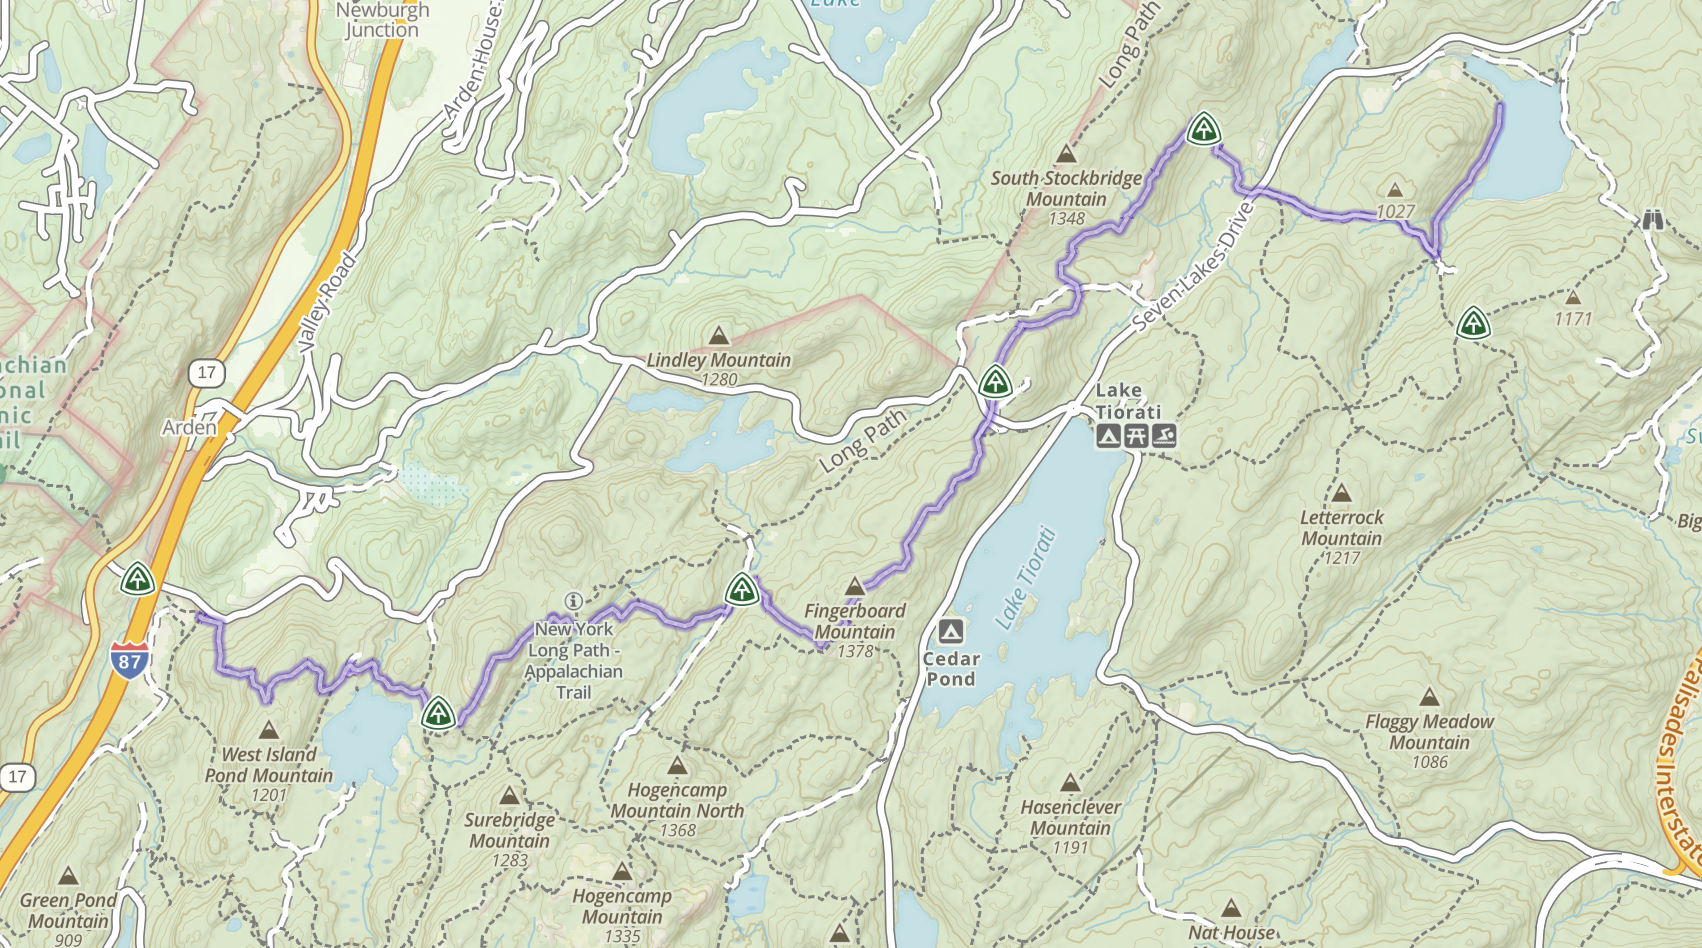 Newburgh
Junction
Lake
Arden House
Long Path
South Stockbridge
Mountain
1348
1027
Valley Road
Seven Lakes Drive
1171
Lindley Mountain
1280
17
Arden
Lake
Tiorati
Long Path
achian
onal
nic
ail
Letterrock
Mountain
1217
Big
Lake Tiorati
Fingerboard
Mountain
1378
New York
Long Path -
Appalachian
Trail
87
Cedar
Pond
Flaggy Meadow
Mountain
1086
Palisades Interstate
West Island
Pond Mountain
1201
17
Hogencamp
Mountain North
1368
Hasenclever
Mountain
1191
Surebridge
Mountain
1283
Green Pond
Mountain
909
Hogencamp
Mountain
1335
Nat House